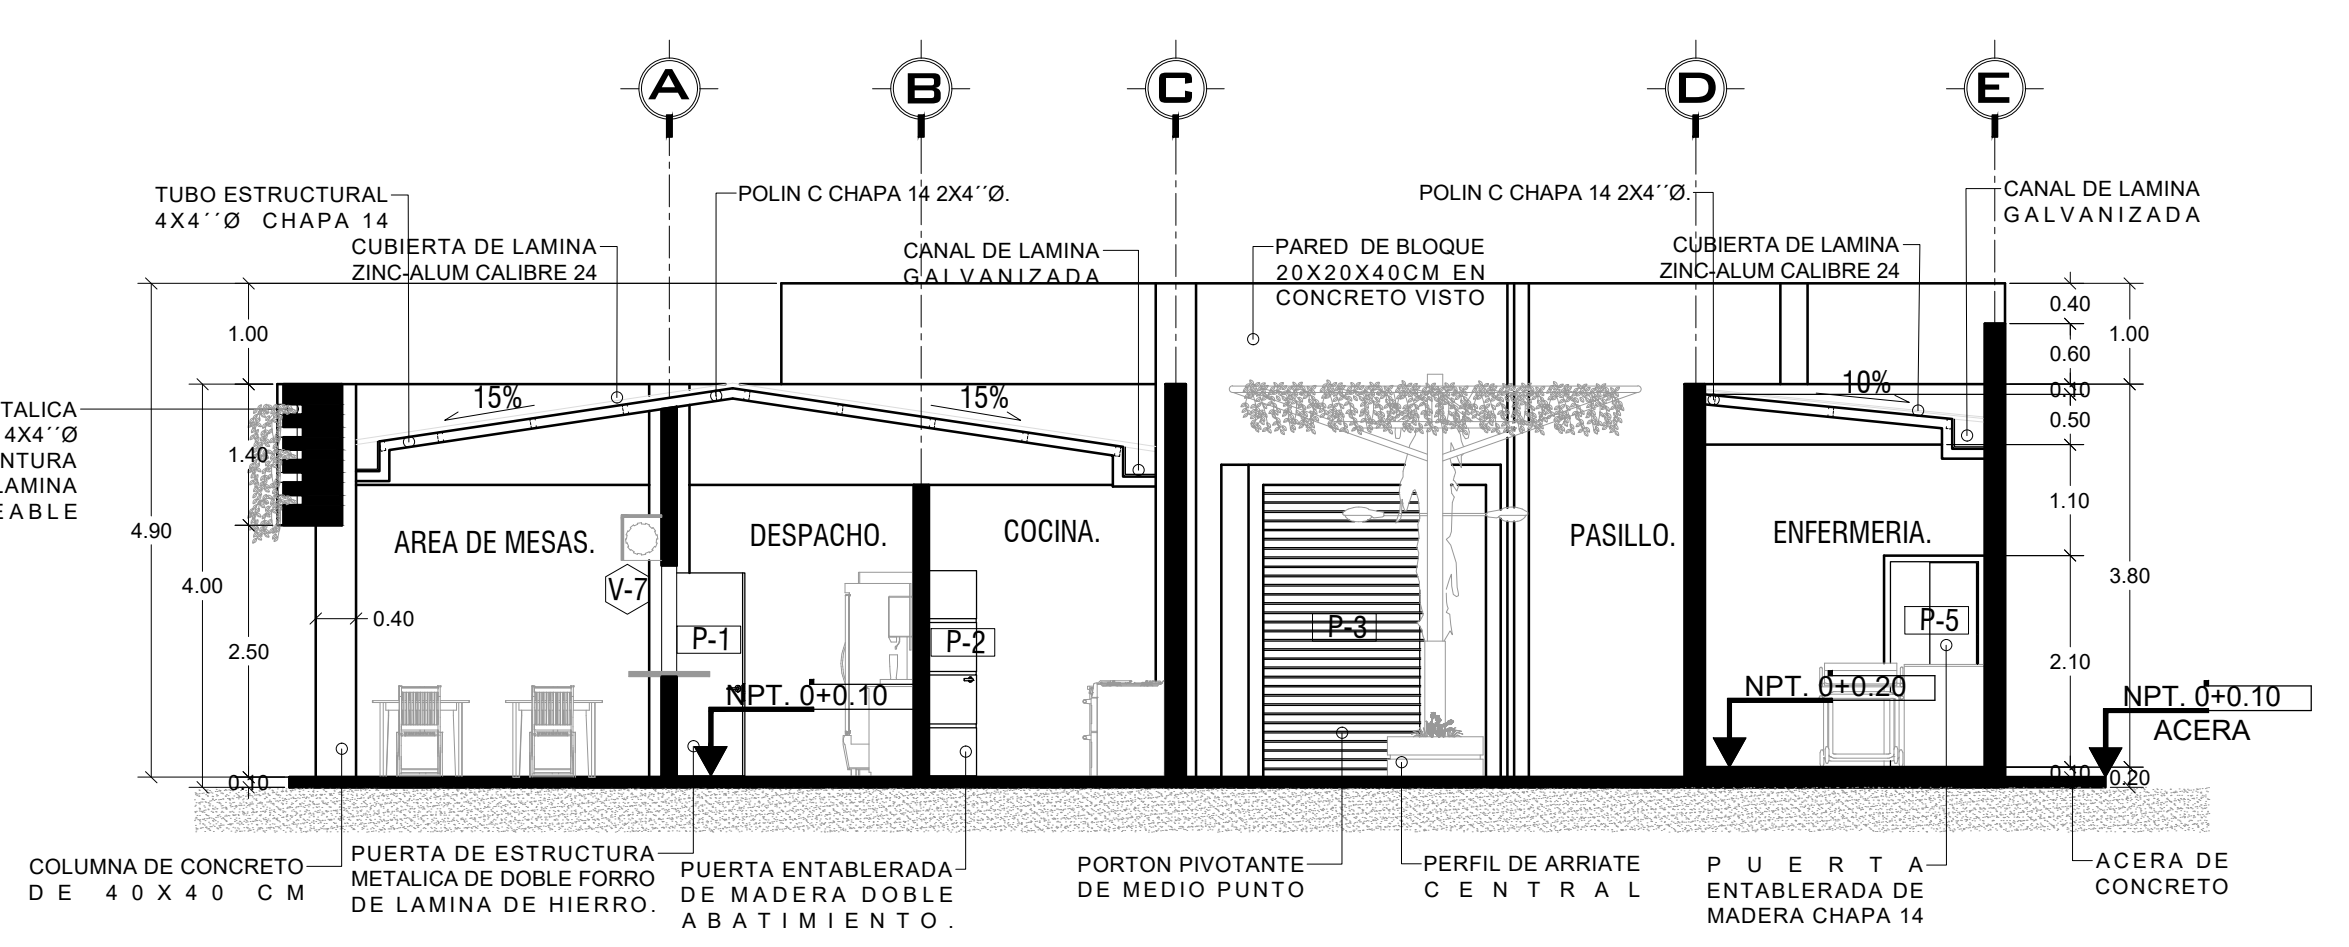 A
B
C
D
E
TUBO ESTRUCTURAL
4X4´´Ø CHAPA 14
POLIN C CHAPA 14 2X4´´Ø.
POLIN C CHAPA 14 2X4´´Ø.
CANAL DE LAMINA
GALVANIZADA
CUBIERTA DE LAMINA
ZINC-ALUM CALIBRE 24
CANAL DE LAMINA
GALVANIZADA
PARED DE BLOQUE
20X20X40CM EN
CONCRETO VISTO
CUBIERTA DE LAMINA
ZINC-ALUM CALIBRE 24
0.40
1.00
1.00
0.60
15%
15%
10%
0.10
TALICA
4X4´´Ø
NTURA
LAMINA
EABLE
0.50
1.40
1.10
4.90
AREA DE MESAS.
DESPACHO.
COCINA.
PASILLO.
ENFERMERIA.
4.00
V-7
3.80
0.40
2.50
P-1
P-2
P-3
P-5
2.10
NPT. 0+0.10
NPT. 0+0.20
NPT. 0+0.10
ACERA
0.10
0.10
0.20
COLUMNA DE CONCRETO
DE 40X40 CM
PUERTA DE ESTRUCTURA
METALICA DE DOBLE FORRO
DE LAMINA DE HIERRO.
PUERTA ENTABLERADA
DE MADERA DOBLE
ABATIMIENTO.
PORTON PIVOTANTE
DE MEDIO PUNTO
PERFIL DE ARRIATE
CENTRAL
PUERTA
ENTABLERADA DE
MADERA CHAPA 14
ACERA DE
CONCRETO